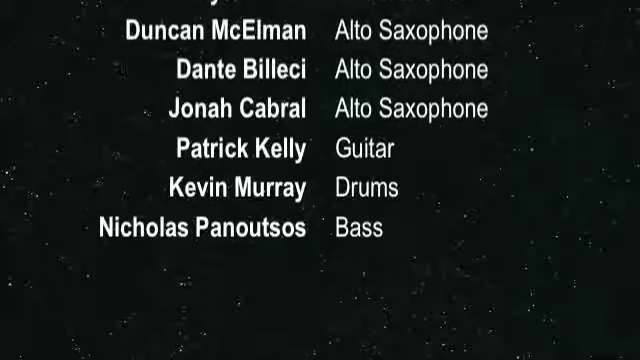 Duncan McElman Alto Saxophone
Dante Billeci Alto Saxophone
Jonah Cabral Alto Saxophone
Patrick Kelly Guitar
Kevin Murray Drums
Nicholas Panoutsos Bass